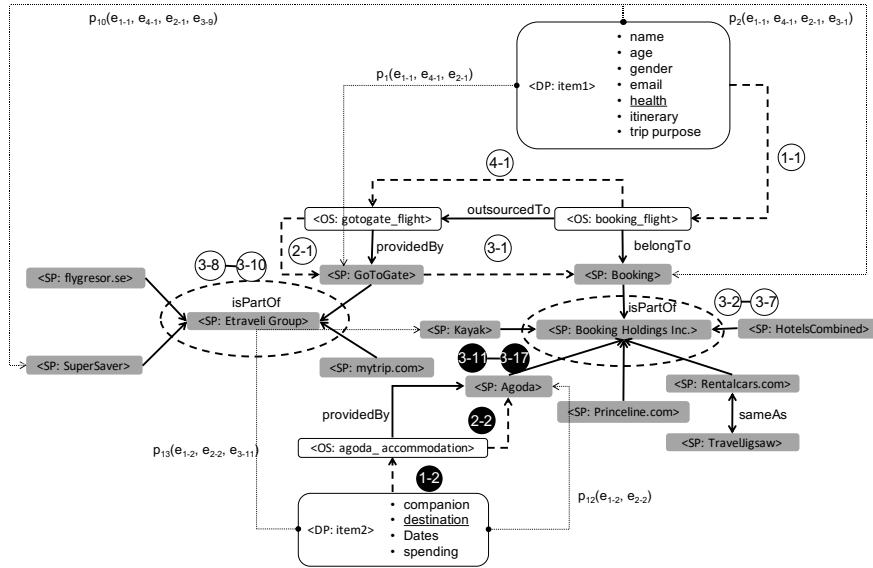 p10(e1-1, e4-1, e2-1, e3-9)
p2(e1-1, e4-1, e2-1, e3-1)
• name
• age
• gender
• email
• health
• itinerary
• trip purpose
<DP: item1>
p1(e1-1, e4-1, e2-1)
1-1
4-1
<OS: gotogate_flight>
outsourcedTo
<OS: booking_flight>
2-1
providedBy
3-1
belongTo
3-8
3-10
<SP: flygresor.se>
<SP: GoToGate>
<SP: Booking>
isPartOf
isPartOf
3-2
3-7
<SP: Etraveli Group>
<SP: Kayak>
<SP: Booking Holdings Inc.>
<SP: HotelsCombined>
<SP: SuperSaver>
<SP: mytrip.com>
3-11
3-17
<SP: Agoda>
<SP: Rentalcars.com>
providedBy
2-2
<SP: Princeline.com>
sameAs
<OS: agoda_ accommodation>
<SP: TravelJigsaw>
p13(e1-2, e2-2, e3-11)
1-2
p12(e1-2, e2-2)
<DP: item2>
• companion
• destination
• Dates
• spending